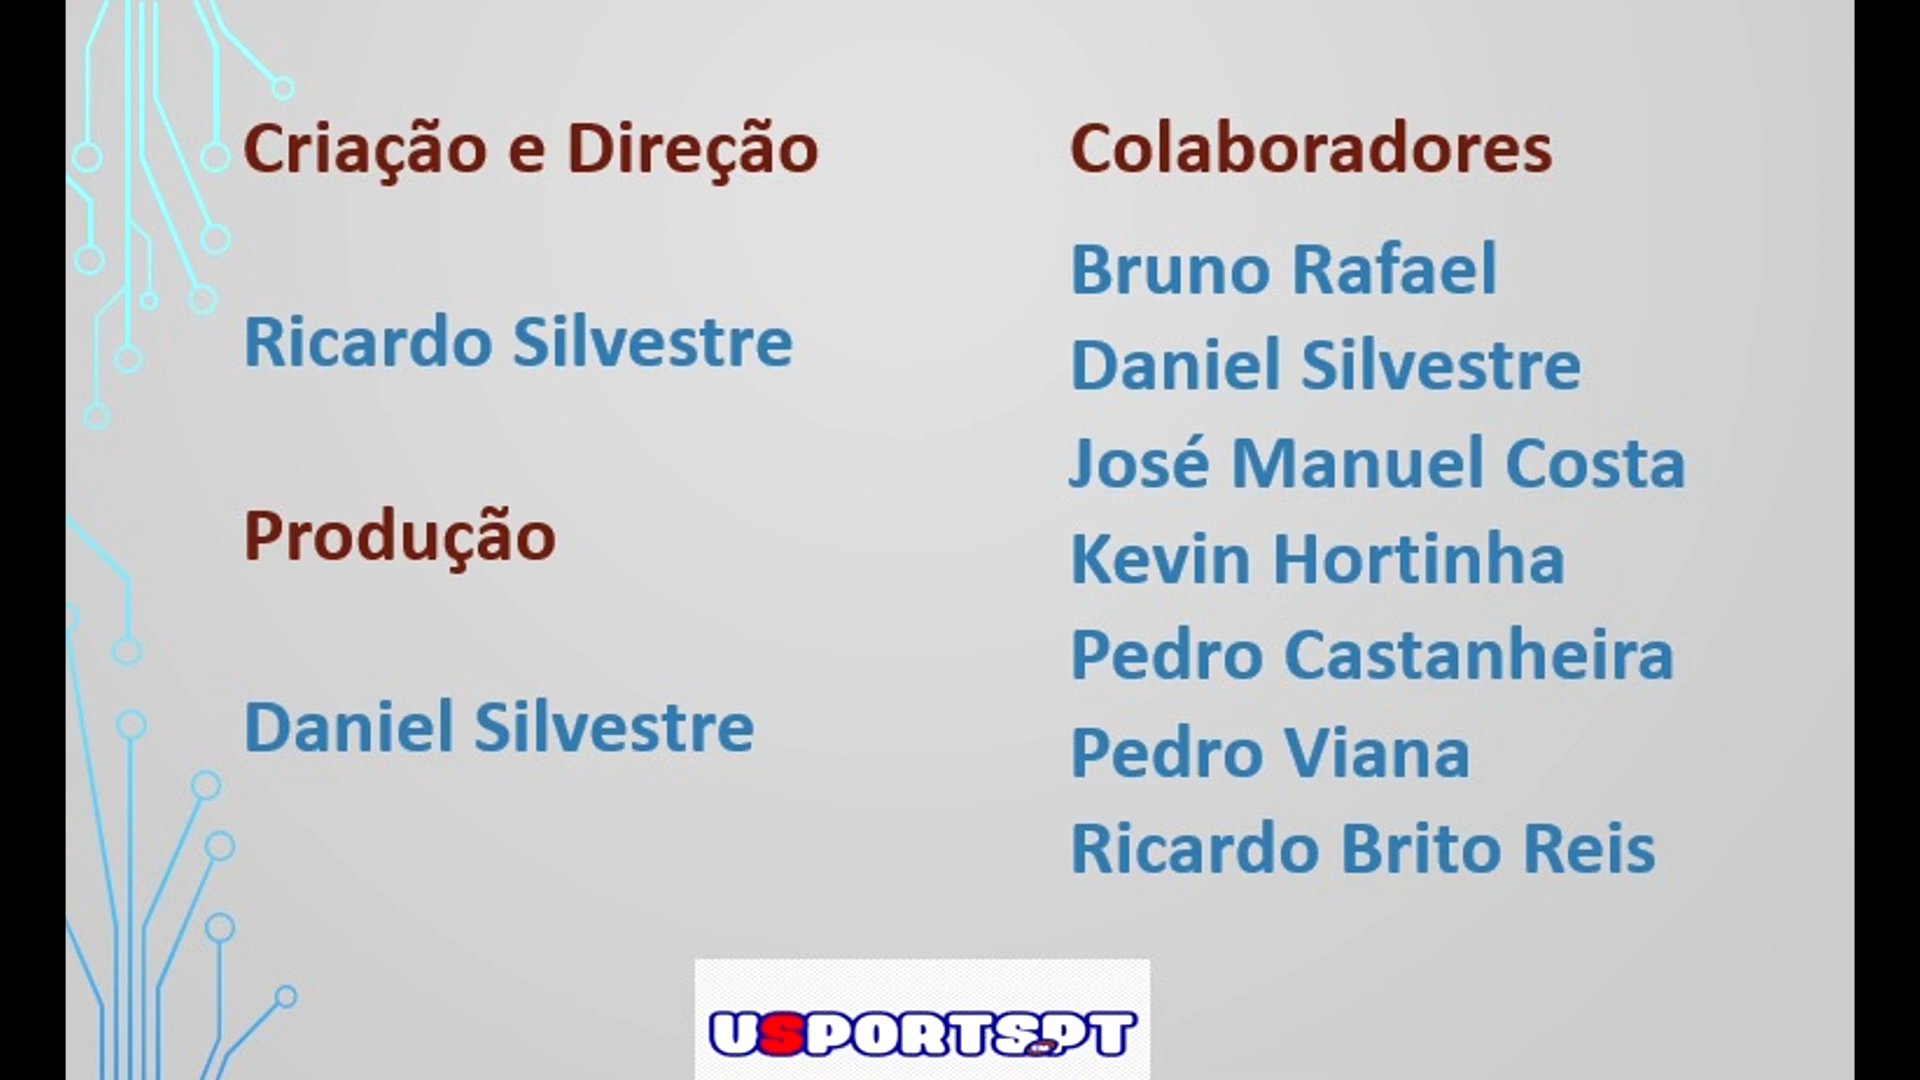 Criação e Direção
Ricardo Silvestre
Produção
Daniel Silvestre
Colaboradores
Bruno Rafael
Daniel Silvestre
José Manuel Costa
Kevin Hortinha
Pedro Castanheira
Pedro Viana
Ricardo Brito Reis
USPORTS.PT